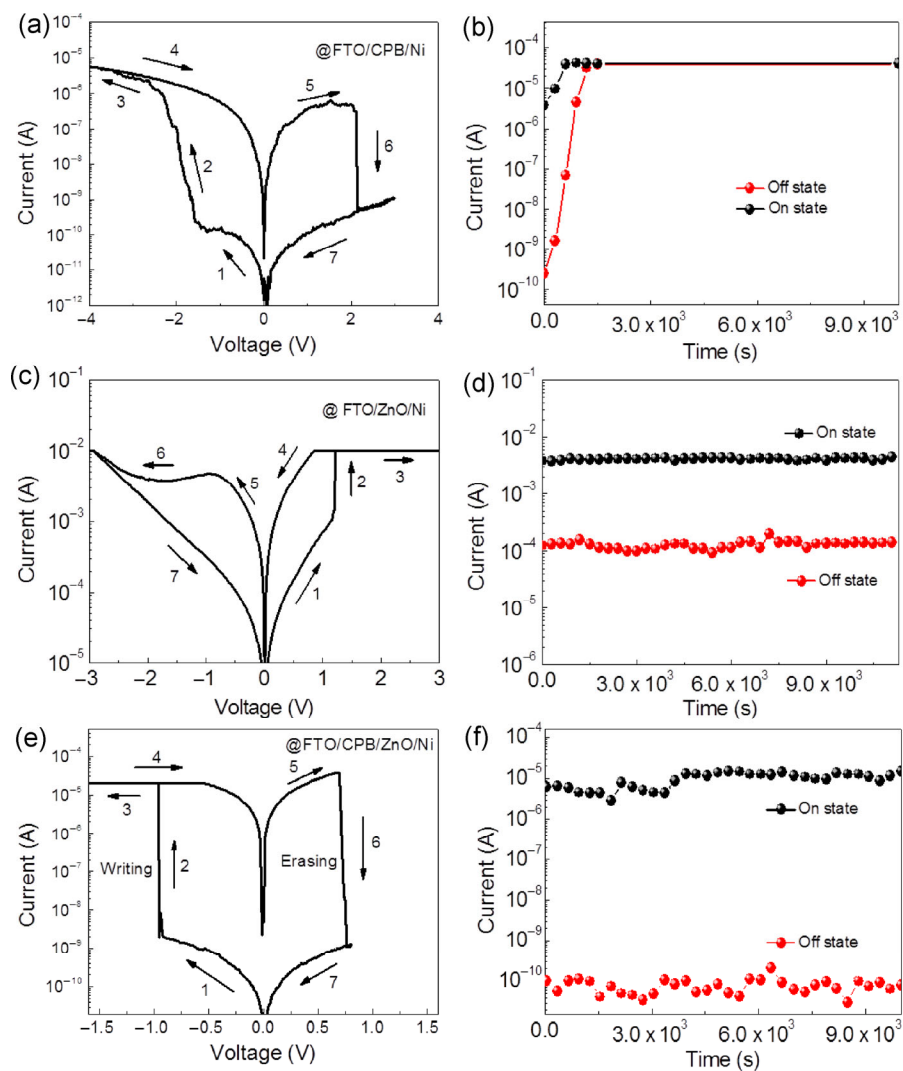 (a)
@FTO/CPB/Ni
Current (A)
10⁻⁴
10⁻⁵
10⁻⁶
10⁻⁷
10⁻⁸
10⁻⁹
10⁻¹⁰
10⁻¹¹
10⁻¹²
4
3
2
1
5
6
7
−4
−2
0
2
4
Voltage (V)
(b)
Current (A)
10⁻³
10⁻⁴
10⁻⁵
10⁻⁶
10⁻⁷
10⁻⁸
10⁻⁹
10⁻¹⁰
Off state
On state
0.0
3.0 x 10³
6.0 x 10³
9.0 x 10³
Time (s)
(c)
@ FTO/ZnO/Ni
Current (A)
10⁻¹
10⁻²
10⁻³
10⁻⁴
10⁻⁵
6
5
4
2
3
7
1
−3
−2
−1
0
1
2
3
Voltage (V)
(d)
Current (A)
10⁻¹
10⁻²
10⁻³
10⁻⁴
10⁻⁵
10⁻⁶
On state
Off state
0.0
3.0 x 10³
6.0 x 10³
9.0 x 10³
Time (s)
(e)
@FTO/CPB/ZnO/Ni
Current (A)
10⁻⁴
10⁻⁵
10⁻⁶
10⁻⁷
10⁻⁸
10⁻⁹
10⁻¹⁰
4
3
5
Writing
2
Erasing
6
1
7
−1.5
−1.0
−0.5
0.0
0.5
1.0
1.5
Voltage (V)
(f)
Current (A)
10⁻⁴
10⁻⁵
10⁻⁶
10⁻⁷
10⁻⁸
10⁻⁹
10⁻¹⁰
On state
Off state
0.0
3.0 x 10³
6.0 x 10³
9.0 x 10³
Time (s)